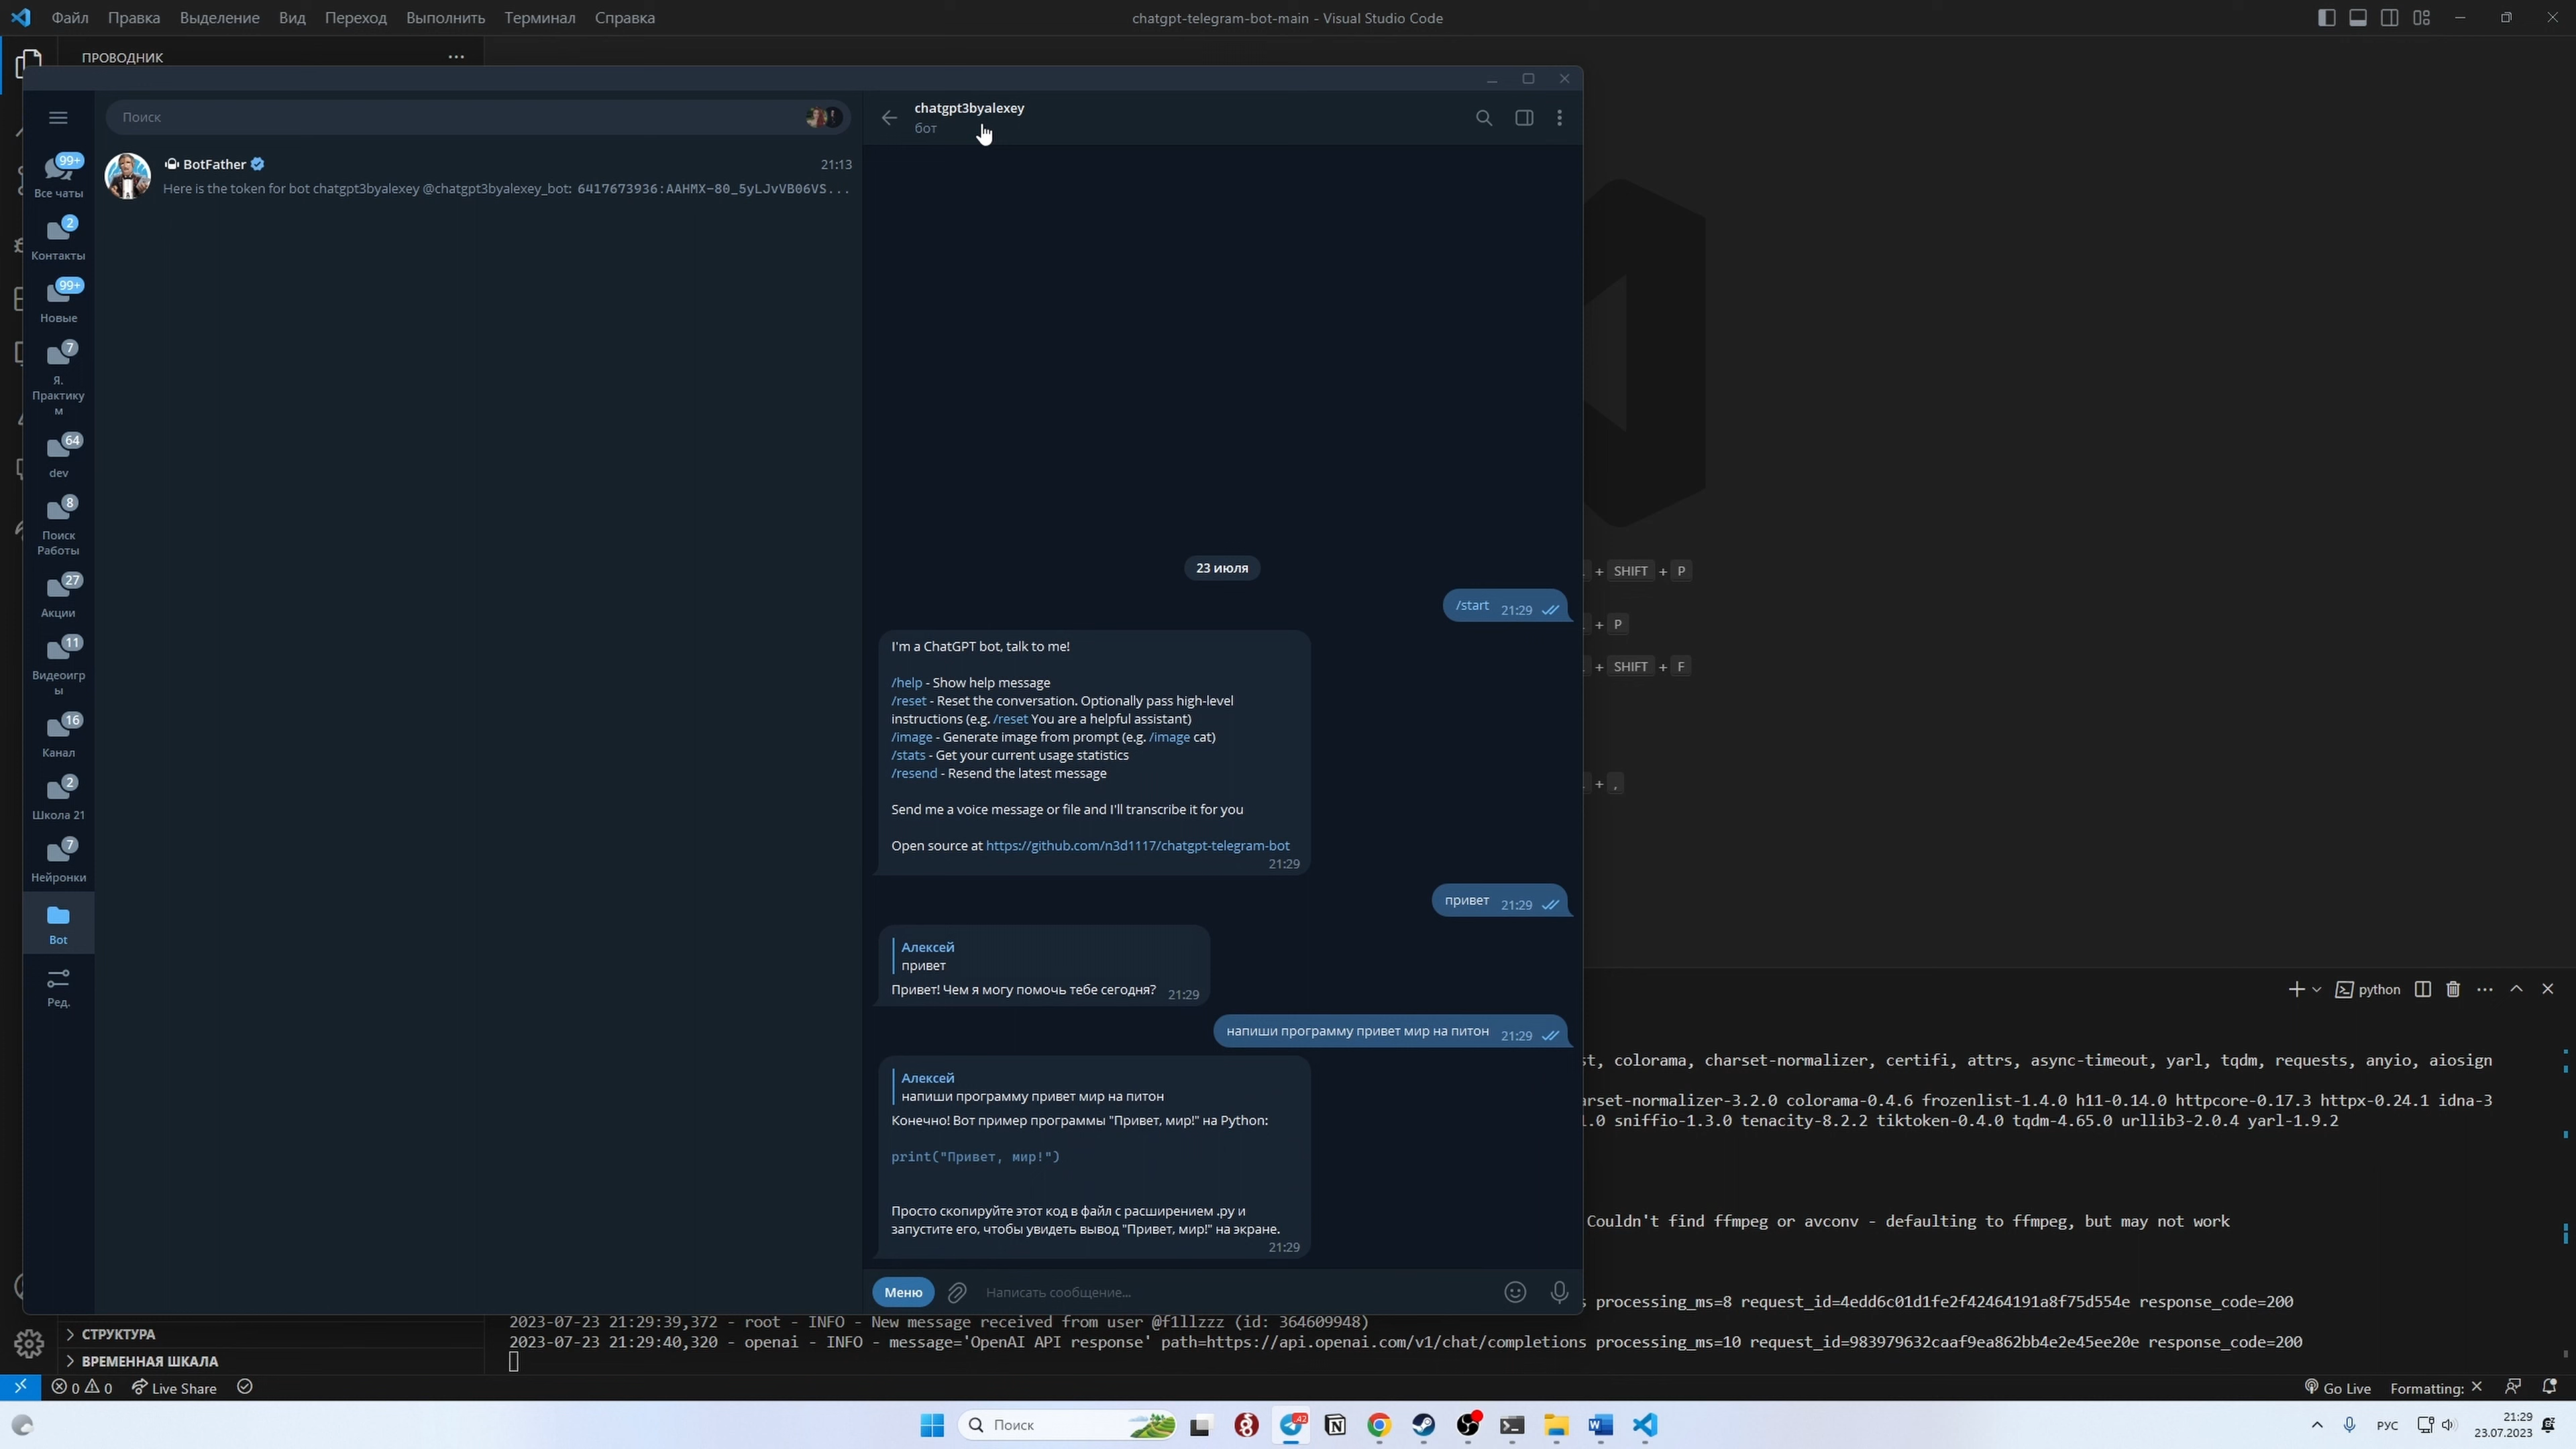 Файл Правка Выделение Вид Переход Выполнить Терминал Справка
chatgpt-telegram-bot-main - Visual Studio Code
ПРОВОДНИК
Поиск
BotFather 21:13
Here is the token for bot chatgpt3byalexey @chatgpt3byalexey_bot: 6417673936:AAHMX-80_5yLJvVB06VS...
99+
Все чаты
2
Контакты
99+
Новые
7
Я.
Практику
м
64
dev
8
Поиск
Работы
27
Акции
11
Видеоигр
ы
16
Канал
2
Школа 21
7
Нейронки
Bot
Ред.
chatgpt3byalexey
бот
23 июля
/start 21:29
I'm a ChatGPT bot, talk to me!
/help - Show help message
/reset - Reset the conversation. Optionally pass high-level
instructions (e.g. /reset You are a helpful assistant)
/image - Generate image from prompt (e.g. /image cat)
/stats - Get your current usage statistics
/resend - Resend the latest message
Send me a voice message or file and I'll transcribe it for you
Open source at https://github.com/n3d1117/chatgpt-telegram-bot
21:29
привет 21:29
Алексей
привет
Привет! Чем я могу помочь тебе сегодня? 21:29
напиши программу привет мир на питон 21:29
Алексей
напиши программу привет мир на питон
Конечно! Вот пример программы "Привет, мир!" на Python:
print("Привет, мир!")
Просто скопируйте этот код в файл с расширением .py и
запустите его, чтобы увидеть вывод "Привет, мир!" на экране.
21:29
Меню Написать сообщение...
+ SHIFT + P
+ P
+ SHIFT + F
+ ,
python
st, colorama, charset-normalizer, certifi, attrs, async-timeout, yarl, tqdm, requests, anyio, aiosign
arset-normalizer-3.2.0 colorama-0.4.6 frozenlist-1.4.0 h11-0.14.0 httpcore-0.17.3 httpx-0.24.1 idna-3
1.0 sniffio-1.3.0 tenacity-8.2.2 tiktoken-0.4.0 tqdm-4.65.0 urllib3-2.0.4 yarl-1.9.2
Couldn't find ffmpeg or avconv - defaulting to ffmpeg, but may not work
s processing_ms=8 request_id=4edd6c01d1fe2f42464191a8f75d554e response_code=200
2023-07-23 21:29:39,372 - root - INFO - New message received from user @f1llzzz (id: 364609948)
2023-07-23 21:29:40,320 - openai - INFO - message='OpenAI API response' path=https://api.openai.com/v1/chat/completions processing_ms=10 request_id=983979632caaf9ea862bb4e2e45ee20e response_code=200
СТРУКТУРА
ВРЕМЕННАЯ ШКАЛА
0 0 Live Share
Go Live Formatting:
Поиск
42
РУС
21:29
23.07.2023